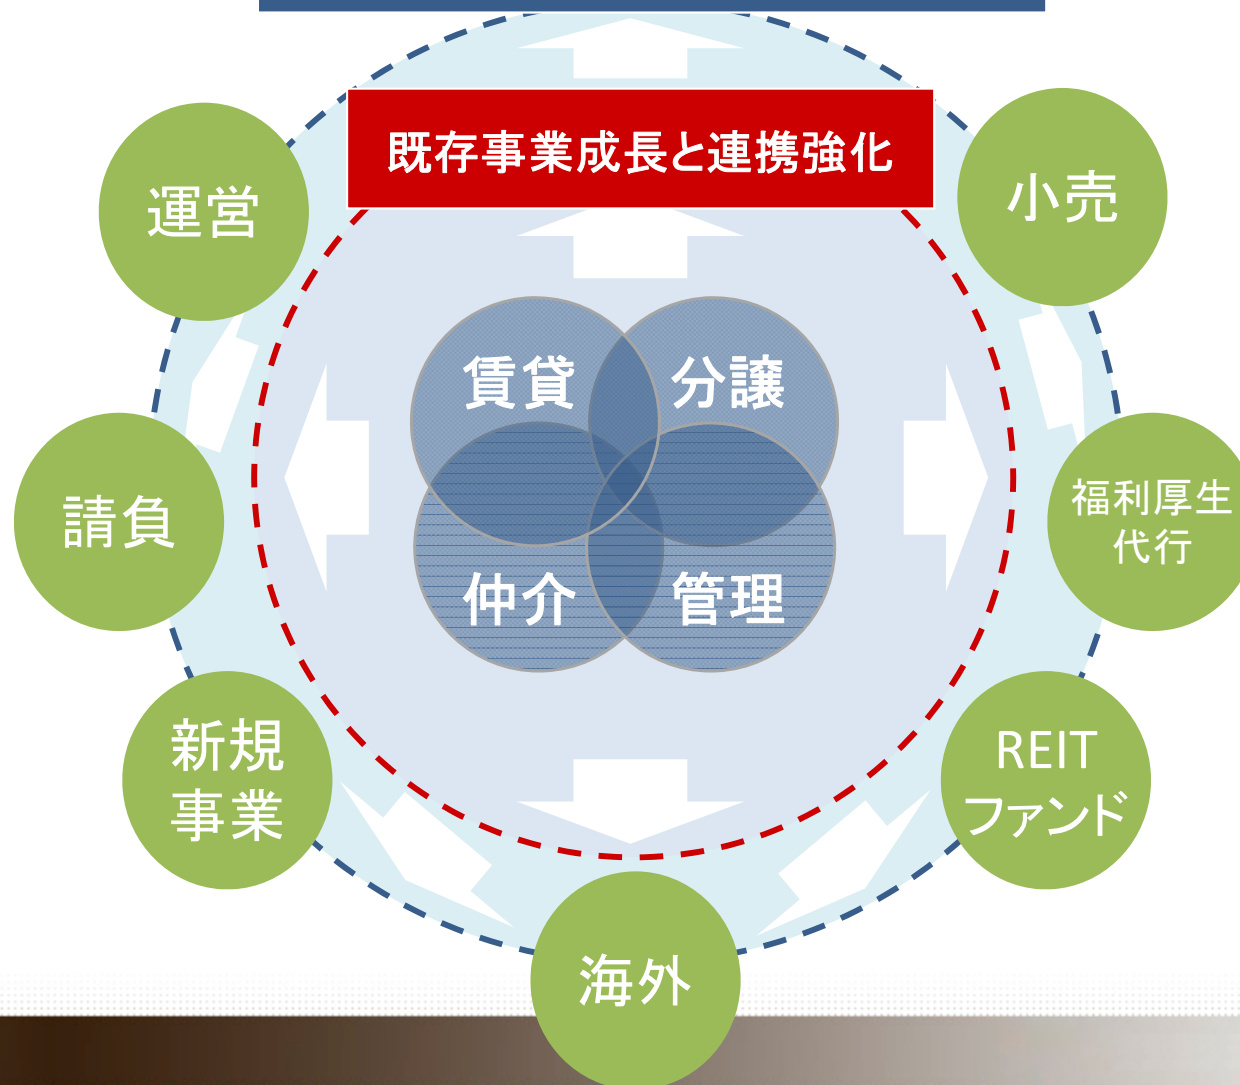 既存事業成長と連携強化
運営
小売
賃貸
分譲
請負
福利厚生
代行
仲介
管理
新規
事業
REIT
ファンド
海外